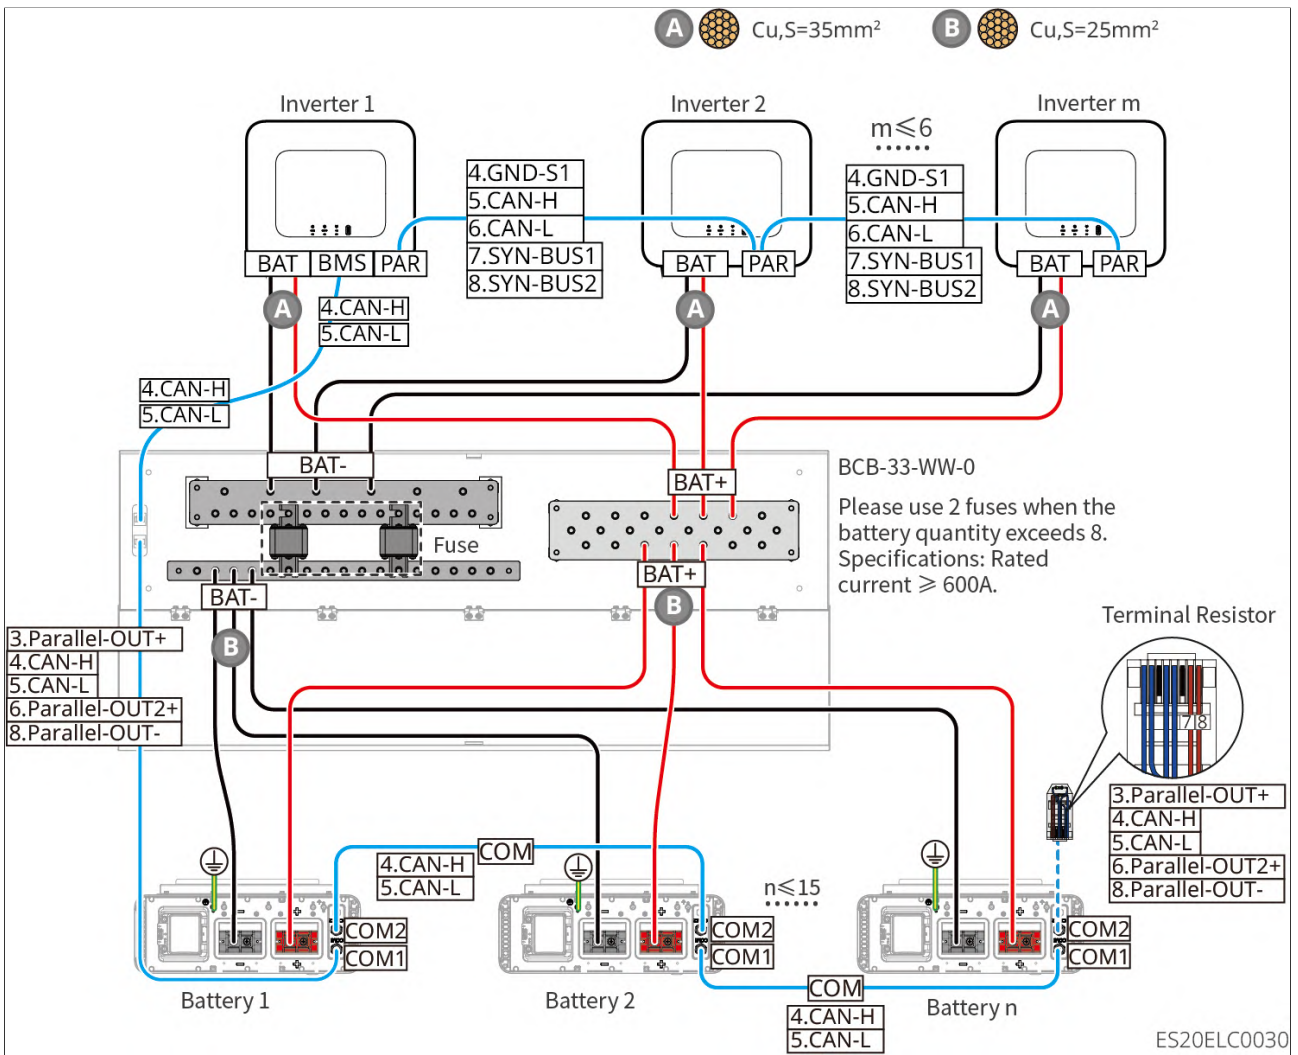 A Cu,S=35mm²
B Cu,S=25mm²
Inverter 1
Inverter 2
m≤6
Inverter m
4.GND-S1
5.CAN-H
6.CAN-L
7.SYN-BUS1
8.SYN-BUS2
4.GND-S1
5.CAN-H
6.CAN-L
7.SYN-BUS1
8.SYN-BUS2
BAT
BMS
PAR
BAT
PAR
BAT
PAR
A
A
A
4.CAN-H
5.CAN-L
4.CAN-H
5.CAN-L
BAT-
BAT+
BCB-33-WW-0
Please use 2 fuses when the
battery quantity exceeds 8.
Specifications: Rated
current ≥ 600A.
Fuse
BAT-
BAT+
B
B
3.Parallel-OUT+
4.CAN-H
5.CAN-L
6.Parallel-OUT2+
8.Parallel-OUT-
Terminal Resistor
7 8
3.Parallel-OUT+
4.CAN-H
5.CAN-L
6.Parallel-OUT2+
8.Parallel-OUT-
COM
4.CAN-H
5.CAN-L
n≤15
COM2
COM1
COM2
COM1
COM2
COM1
Battery 1
Battery 2
Battery n
COM
4.CAN-H
5.CAN-L
ES20ELC0030